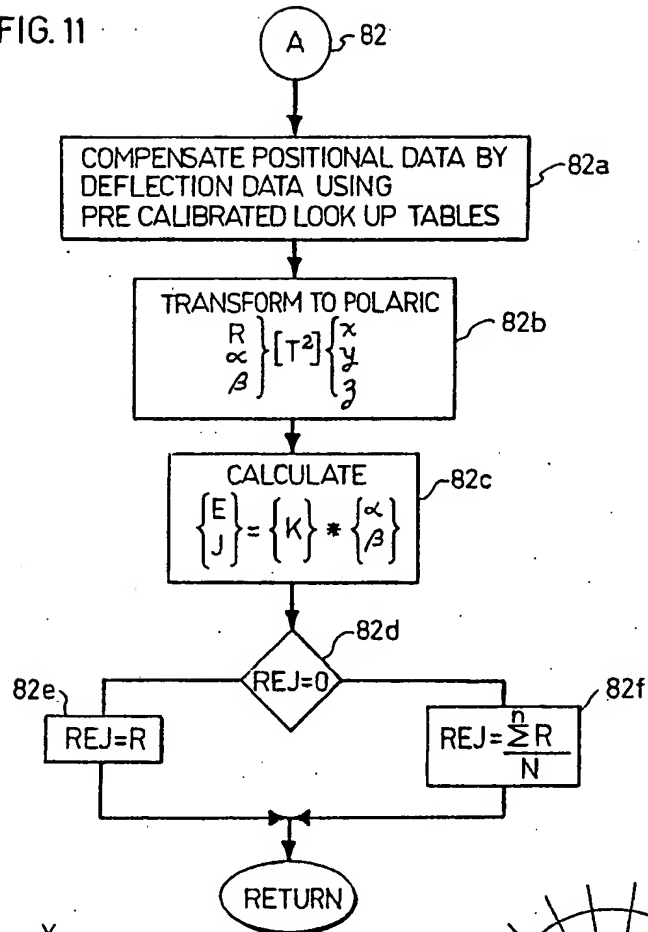 FIG. 11
A
82
COMPENSATE POSITIONAL DATA BY
DEFLECTION DATA USING
PRE CALIBRATED LOOK UP TABLES
82a
TRANSFORM TO POLARIC
R
α
β
} [T²] {
x
y
z
82b
CALCULATE
{E J} = {K} * {α β}
82c
82d
REJ=0
82e
REJ=R
82f
REJ= n Σ R
N
RETURN
Y